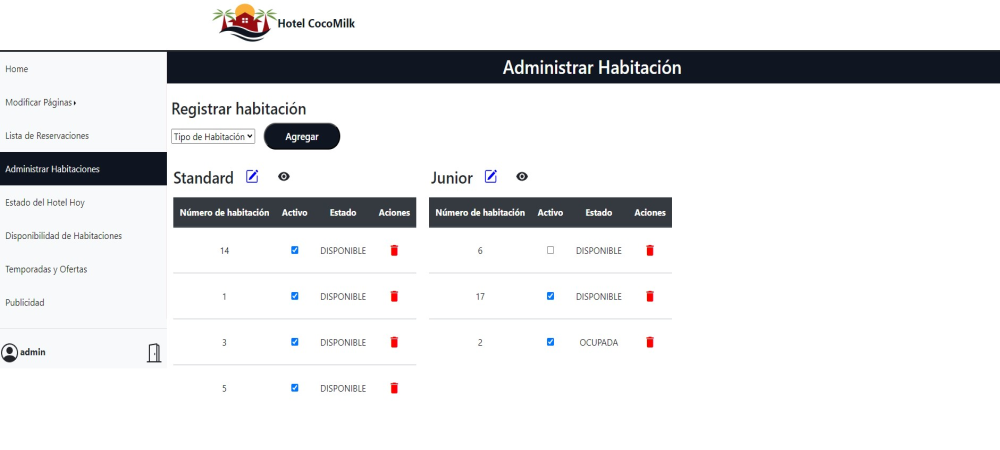 Hotel CocoMilk
Home
Modificar Páginas
Lista de Reservaciones
Administrar Habitaciones
Estado del Hotel Hoy
Disponibilidad de Habitaciones
Temporadas y Ofertas
Publicidad
admin
Administrar Habitación
Registrar habitación
Tipo de Habitación Agregar
Standard
Número de habitación Activo Estado Aciones
14 DISPONIBLE
1 DISPONIBLE
3 DISPONIBLE
5 DISPONIBLE
Junior
Número de habitación Activo Estado Aciones
6 DISPONIBLE
17 DISPONIBLE
2 OCUPADA